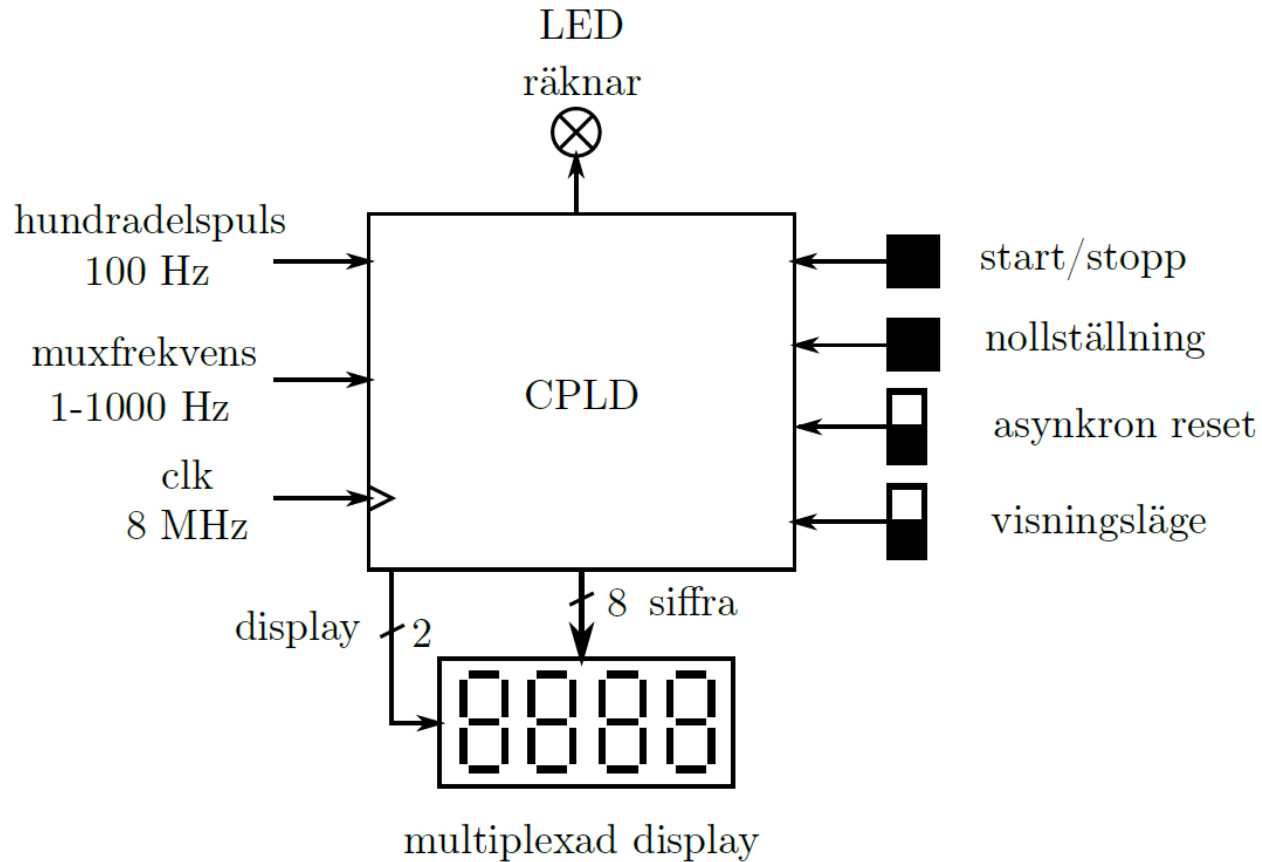 LED
räknar
hundradelspuls
100 Hz
muxfrekvens
1-1000 Hz
clk
8 MHz
CPLD
start/stopp
nollställning
asynkron reset
visningsläge
display
2
8 siffra
8888
multiplexad display